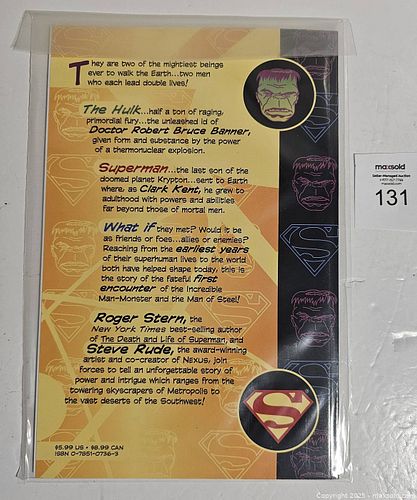 They are two of the mightiest beings
ever to walk the Earth...two men
who each lead double lives!
The Hulk...half a ton of raging,
primordial fury...the unleashed id of
Doctor Robert Bruce Banner,
given form and substance by the power
of a thermonuclear explosion.
Superman...the last son of the
doomed planet Krypton...sent to Earth
where, as Clark Kent, he grew to
adulthood with powers and abilities
far beyond those of mortal men.
What if they met? Would it be
as friends or foes...allies or enemies?
Reaching from the earliest years
of their superhuman lives to the world
both have helped shape today, this is
the story of the fateful first
encounter of the Incredible
Man-Monster and the Man of Steel!
Roger Stern, the
New York Times best-selling author
of The Death and Life of Superman, and
Steve Rude, the award-winning
artist and co-creator of Nexus, join
forces to tell an unforgettable story of
power and intrigue which ranges from the
towering skyscrapers of Metropolis to
the vast deserts of the Southwest!
$5.99 US • $8.99 CAN
ISBN 0-7851-0736-3
maxsold
Seller-Managed Auction
maxsold.com
131
Copyright 2025 - maxsold.com